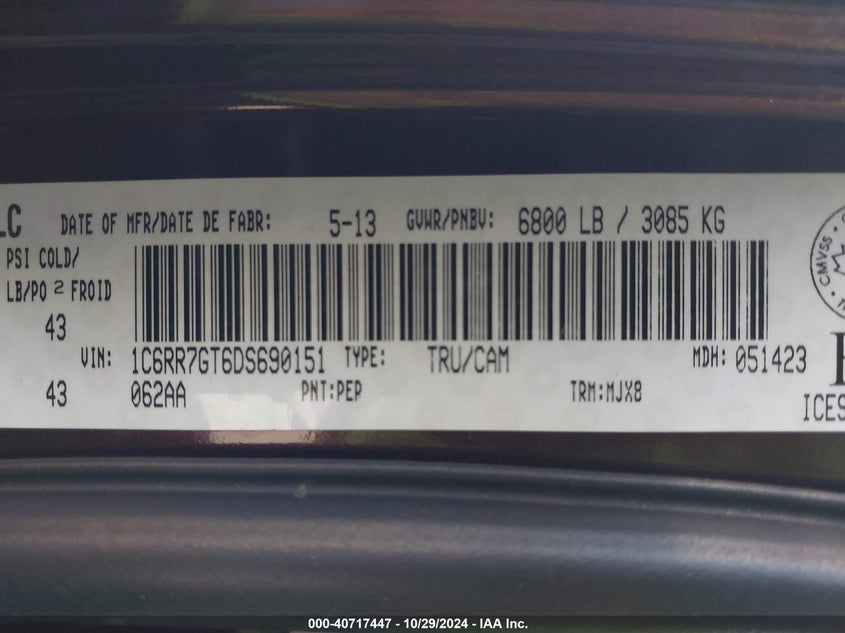 LC DATE OF MFR/DATE DE FABR: 5-13 GVWR/PNBV: 6800 LB / 3085 KG
PSI COLD/
LB/PO 2 FROID
43
VIN: 1C6RR7GT6DS690151 TYPE: TRU/CAM MDH: 051423
43 062AA PNT:PEP TRM:MJX8
ICES
CMVSS
000-40717447 - 10/29/2024 - IAA Inc.